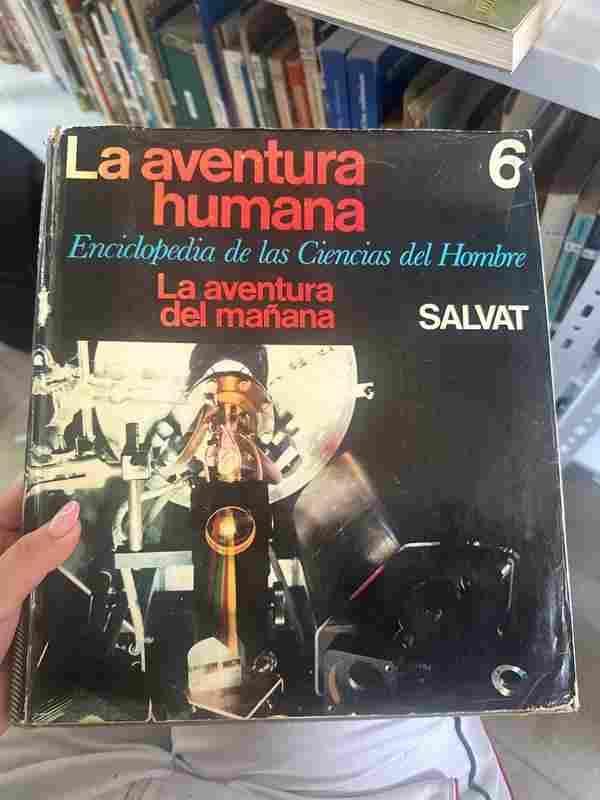 La aventura
humana
6
Enciclopedia de las Ciencias del Hombre
La aventura
del mañana
SALVAT